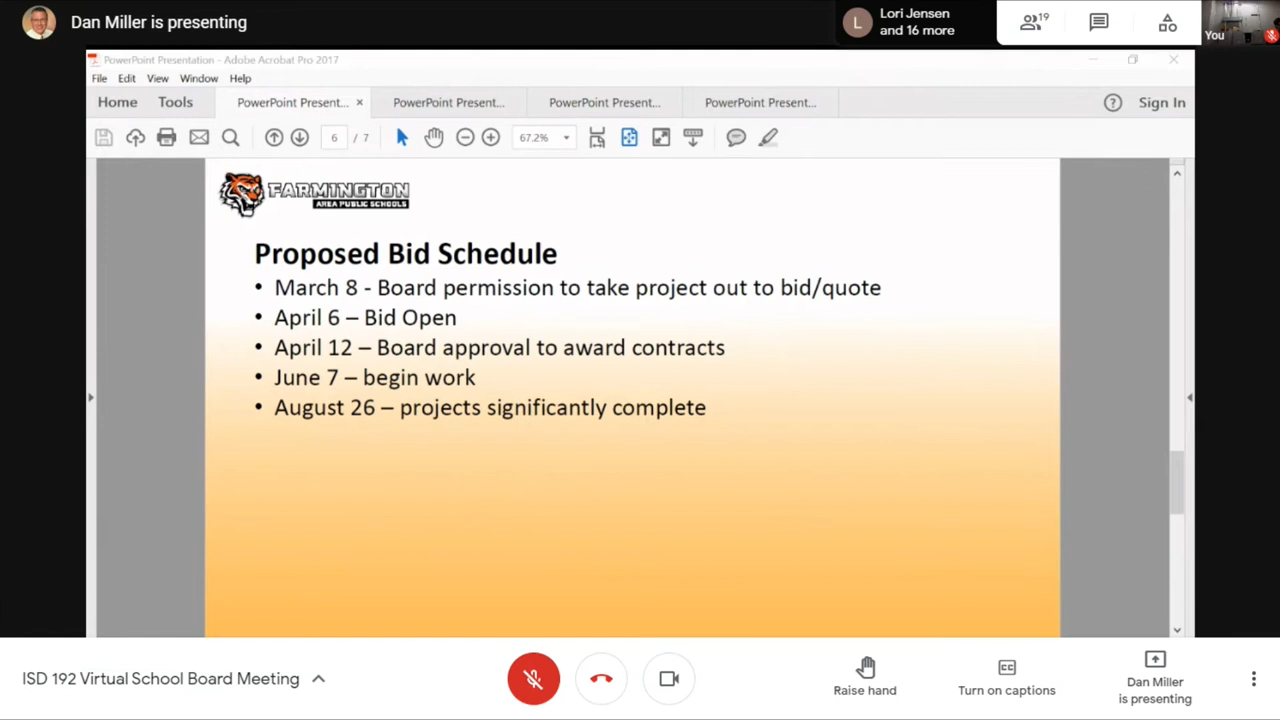 Dan Miller is presenting
L
Lori Jensen
and 16 more
19
You
PowerPoint Presentation - Adobe Acrobat Pro 2017
File Edit View Window Help
Home Tools PowerPoint Present... × PowerPoint Present... PowerPoint Present... PowerPoint Present... ? Sign In
6 / 7 67.2%
FARMINGTON
AREA PUBLIC SCHOOLS
Proposed Bid Schedule
• March 8 - Board permission to take project out to bid/quote
• April 6 – Bid Open
• April 12 – Board approval to award contracts
• June 7 – begin work
• August 26 – projects significantly complete
ISD 192 Virtual School Board Meeting
Raise hand
CC
Turn on captions
Dan Miller
is presenting